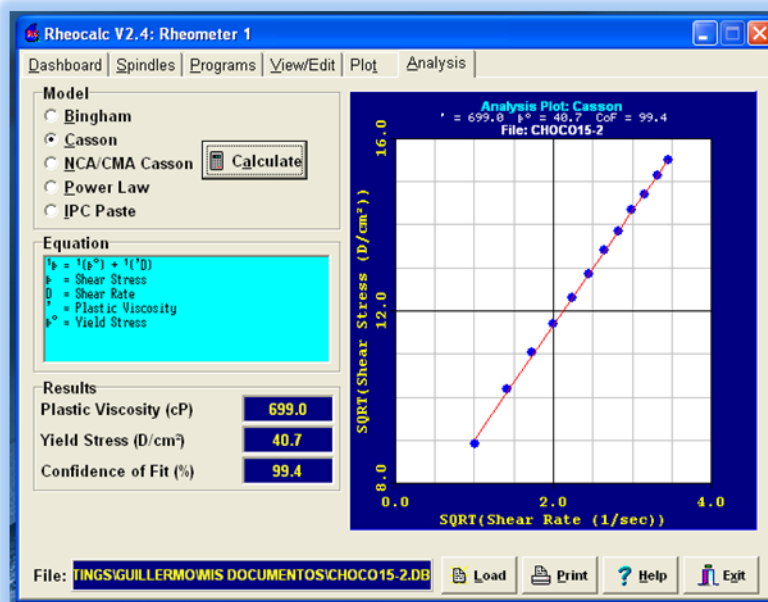 Rheocalc V2.4: Rheometer 1
Dashboard Spindles Programs View/Edit Plot Analysis
Model
Bingham
Casson
NCA/CMA Casson
Power Law
IPC Paste
Calculate
Equation
¹þ = ¹(þ°) + ¹('D)
þ = Shear Stress
D = Shear Rate
' = Plastic Viscosity
þ° = Yield Stress
Results
Plastic Viscosity (cP) 699.0
Yield Stress (D/cm²) 40.7
Confidence of Fit (%) 99.4
Analysis Plot: Casson
' = 699.0 þ° = 40.7 CoF = 99.4
File: CHOCO15-2
SQRT(Shear Stress (D/cm²))
16.0
12.0
8.0
0.0 2.0 4.0
SQRT(Shear Rate (1/sec))
File: TINGS\GUILLERMO\MIS DOCUMENTOS\CHOCO15-2.DB Load Print Help Exit